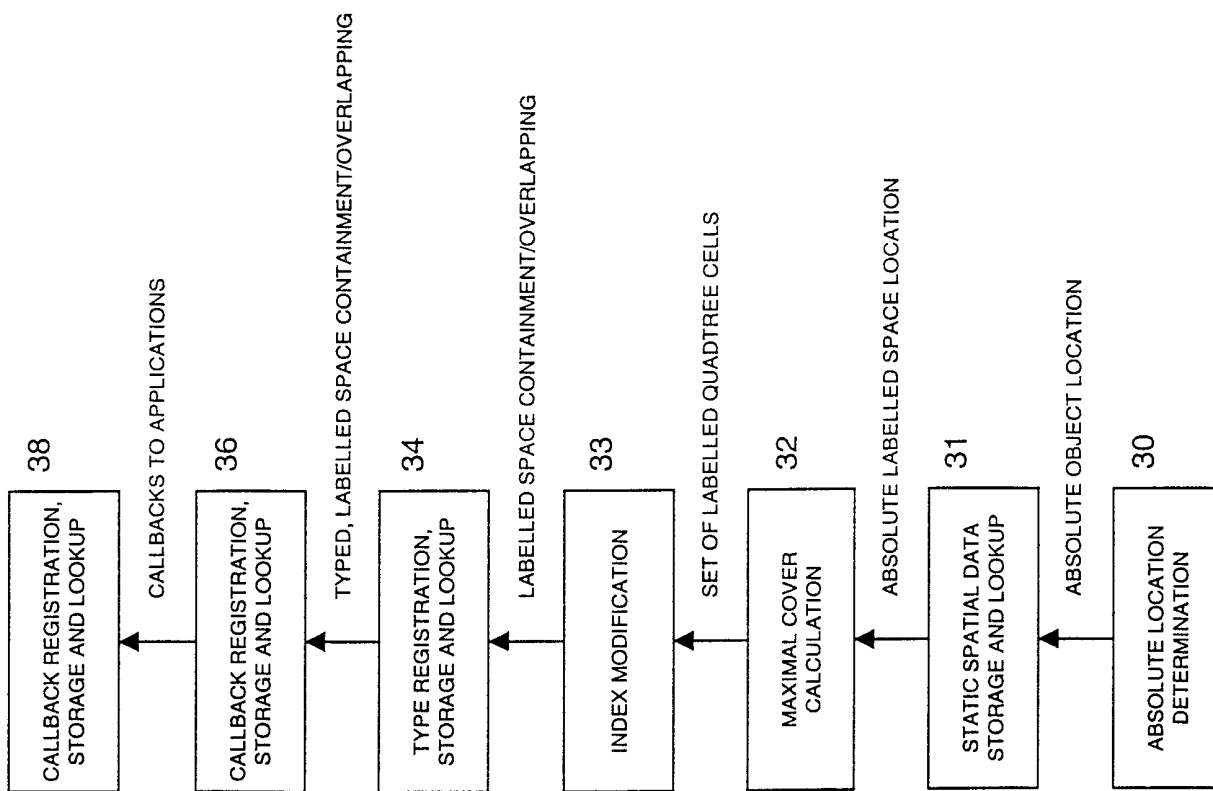 38
CALLBACK REGISTRATION,
STORAGE AND LOOKUP
CALLBACKS TO APPLICATIONS
36
CALLBACK REGISTRATION,
STORAGE AND LOOKUP
TYPED, LABELLED SPACE CONTAINMENT/OVERLAPPING
34
TYPE REGISTRATION,
STORAGE AND LOOKUP
LABELLED SPACE CONTAINMENT/OVERLAPPING
33
INDEX MODIFICATION
SET OF LABELLED QUADTREE CELLS
32
MAXIMAL COVER
CALCULATION
ABSOLUTE LABELLED SPACE LOCATION
31
STATIC SPATIAL DATA
STORAGE AND LOOKUP
ABSOLUTE OBJECT LOCATION
30
ABSOLUTE LOCATION
DETERMINATION